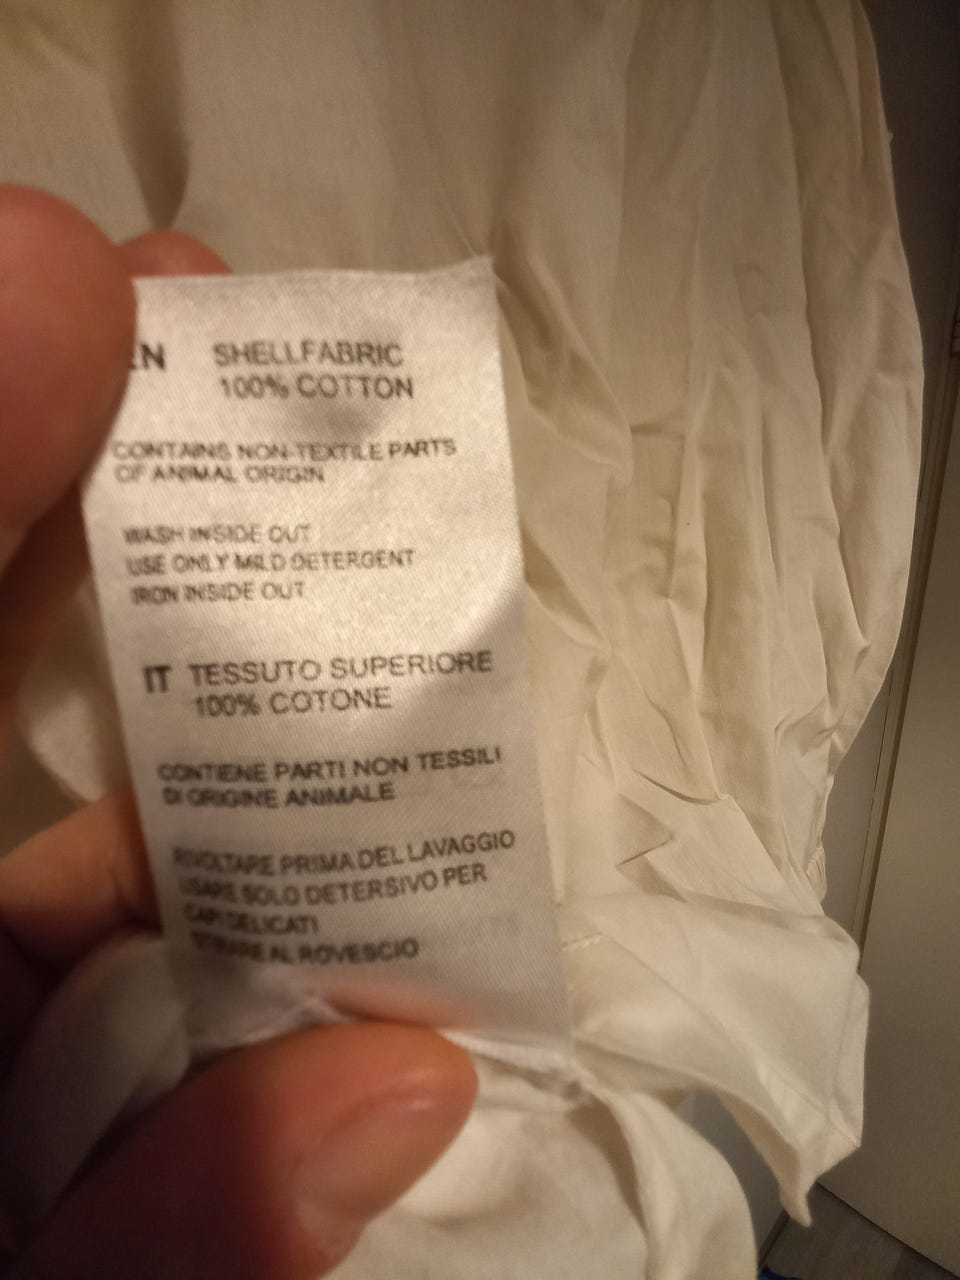 EN SHELLFABRIC
100% COTTON
CONTAINS NON-TEXTILE PARTS
OF ANIMAL ORIGIN
WASH INSIDE OUT
USE ONLY MILD DETERGENT
IRON INSIDE OUT
IT TESSUTO SUPERIORE
100% COTONE
CONTIENE PARTI NON TESSILI
DI ORIGINE ANIMALE
RIVOLTARE PRIMA DEL LAVAGGIO
USARE SOLO DETERSIVO PER
CAPI DELICATI
STIRARE AL ROVESCIO